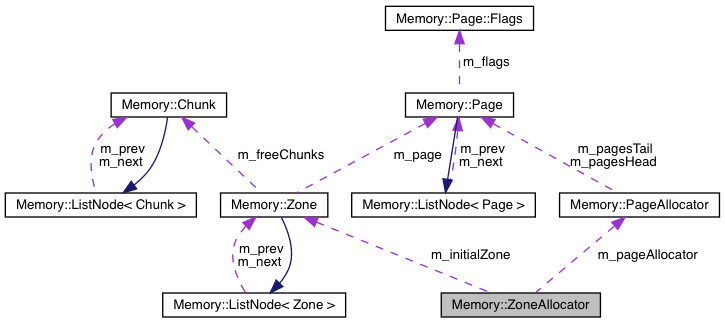 Memory::Page::Flags
m_flags
Memory::Chunk
Memory::Page
m_prev
m_next
m_freeChunks
m_page
m_prev
m_next
m_pagesTail
m_pagesHead
Memory::ListNode< Chunk >
Memory::Zone
Memory::ListNode< Page >
Memory::PageAllocator
m_prev
m_next
m_initialZone
m_pageAllocator
Memory::ListNode< Zone >
Memory::ZoneAllocator